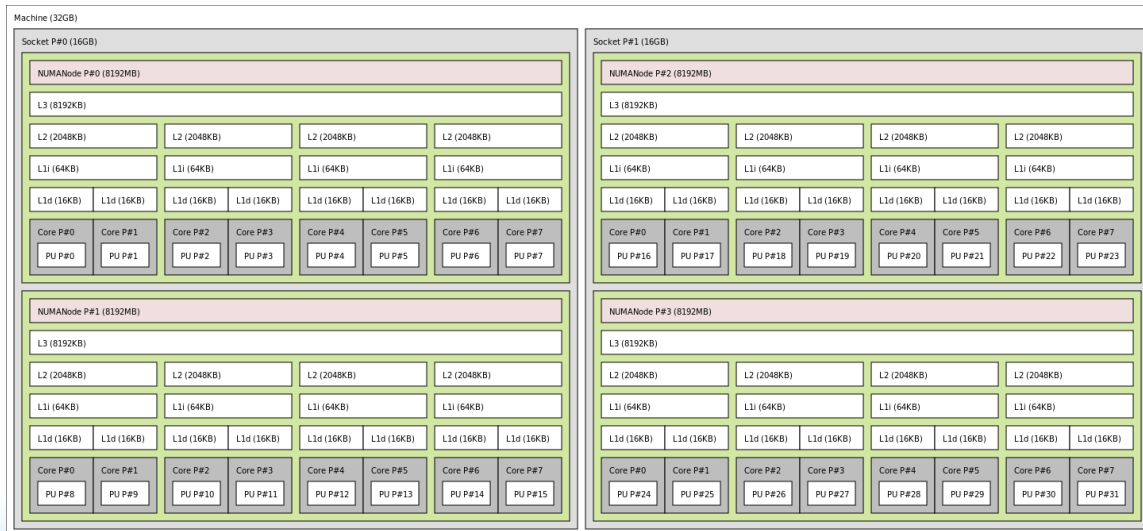 Machine (32GB)
Socket P#0 (16GB)
NUMANode P#0 (8192MB)
L3 (8192KB)
L2 (2048KB) L2 (2048KB) L2 (2048KB) L2 (2048KB)
L1i (64KB) L1i (64KB) L1i (64KB) L1i (64KB)
L1d (16KB) L1d (16KB) L1d (16KB) L1d (16KB) L1d (16KB) L1d (16KB) L1d (16KB) L1d (16KB)
Core P#0 Core P#1 Core P#2 Core P#3 Core P#4 Core P#5 Core P#6 Core P#7
PU P#0 PU P#1 PU P#2 PU P#3 PU P#4 PU P#5 PU P#6 PU P#7
NUMANode P#1 (8192MB)
L3 (8192KB)
L2 (2048KB) L2 (2048KB) L2 (2048KB) L2 (2048KB)
L1i (64KB) L1i (64KB) L1i (64KB) L1i (64KB)
L1d (16KB) L1d (16KB) L1d (16KB) L1d (16KB) L1d (16KB) L1d (16KB) L1d (16KB) L1d (16KB)
Core P#0 Core P#1 Core P#2 Core P#3 Core P#4 Core P#5 Core P#6 Core P#7
PU P#8 PU P#9 PU P#10 PU P#11 PU P#12 PU P#13 PU P#14 PU P#15
Socket P#1 (16GB)
NUMANode P#2 (8192MB)
L3 (8192KB)
L2 (2048KB) L2 (2048KB) L2 (2048KB) L2 (2048KB)
L1i (64KB) L1i (64KB) L1i (64KB) L1i (64KB)
L1d (16KB) L1d (16KB) L1d (16KB) L1d (16KB) L1d (16KB) L1d (16KB) L1d (16KB) L1d (16KB)
Core P#0 Core P#1 Core P#2 Core P#3 Core P#4 Core P#5 Core P#6 Core P#7
PU P#16 PU P#17 PU P#18 PU P#19 PU P#20 PU P#21 PU P#22 PU P#23
NUMANode P#3 (8192MB)
L3 (8192KB)
L2 (2048KB) L2 (2048KB) L2 (2048KB) L2 (2048KB)
L1i (64KB) L1i (64KB) L1i (64KB) L1i (64KB)
L1d (16KB) L1d (16KB) L1d (16KB) L1d (16KB) L1d (16KB) L1d (16KB) L1d (16KB) L1d (16KB)
Core P#0 Core P#1 Core P#2 Core P#3 Core P#4 Core P#5 Core P#6 Core P#7
PU P#24 PU P#25 PU P#26 PU P#27 PU P#28 PU P#29 PU P#30 PU P#31